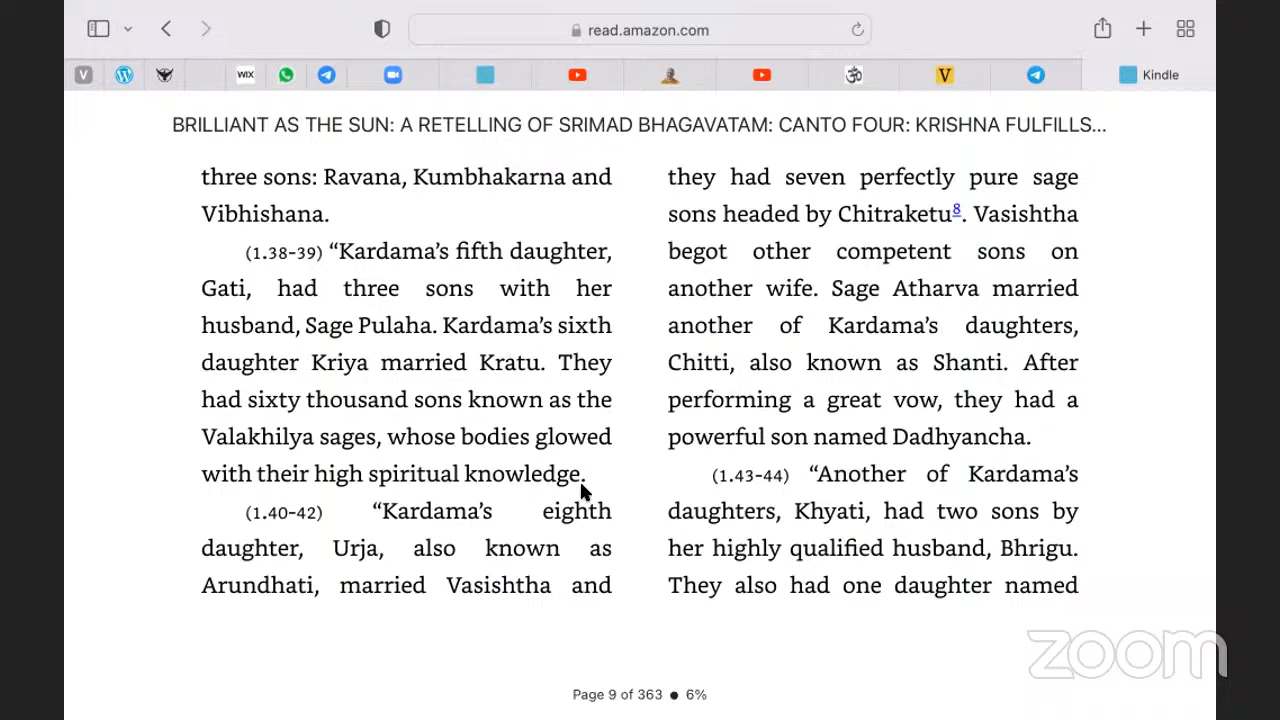 read.amazon.com
V
WIX
ॐ
V
Kindle
BRILLIANT AS THE SUN: A RETELLING OF SRIMAD BHAGAVATAM: CANTO FOUR: KRISHNA FULFILLS...
three sons: Ravana, Kumbhakarna and
Vibhishana.
(1.38-39) “Kardama’s fifth daughter,
Gati, had three sons with her
husband, Sage Pulaha. Kardama’s sixth
daughter Kriya married Kratu. They
had sixty thousand sons known as the
Valakhilya sages, whose bodies glowed
with their high spiritual knowledge.
(1.40-42) “Kardama’s eighth
daughter, Urja, also known as
Arundhati, married Vasishtha and
they had seven perfectly pure sage
sons headed by Chitraketu8. Vasishtha
begot other competent sons on
another wife. Sage Atharva married
another of Kardama’s daughters,
Chitti, also known as Shanti. After
performing a great vow, they had a
powerful son named Dadhyancha.
(1.43-44) “Another of Kardama’s
daughters, Khyati, had two sons by
her highly qualified husband, Bhrigu.
They also had one daughter named
zoom
Page 9 of 363 ● 6%